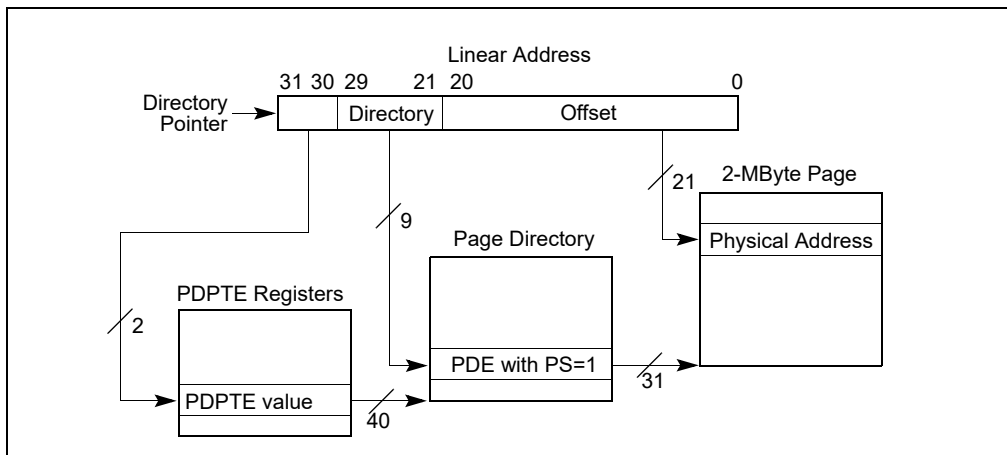 Linear Address
31 30 29 21 20 0
Directory Pointer
Directory
Offset
21
2-MByte Page
Physical Address
9
Page Directory
PDPTE Registers
2
PDE with PS=1
31
PDPTE value
40